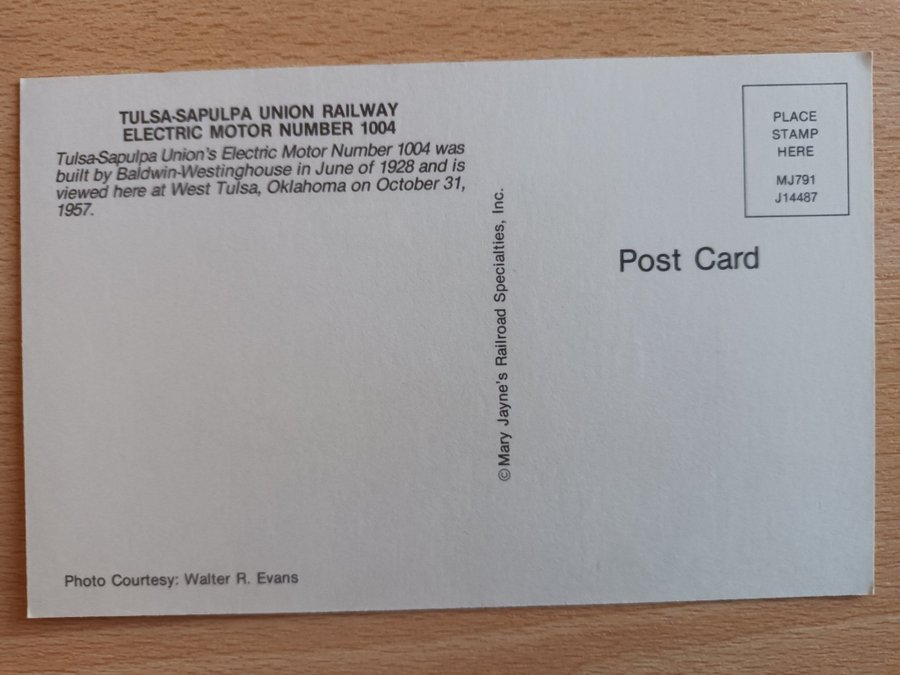 TULSA-SAPULPA UNION RAILWAY
ELECTRIC MOTOR NUMBER 1004
Tulsa-Sapulpa Union's Electric Motor Number 1004 was
built by Baldwin-Westinghouse in June of 1928 and is
viewed here at West Tulsa, Oklahoma on October 31,
1957.
Photo Courtesy: Walter R. Evans
©Mary Jayne's Railroad Specialties, Inc.
PLACE
STAMP
HERE
MJ791
J14487
Post Card